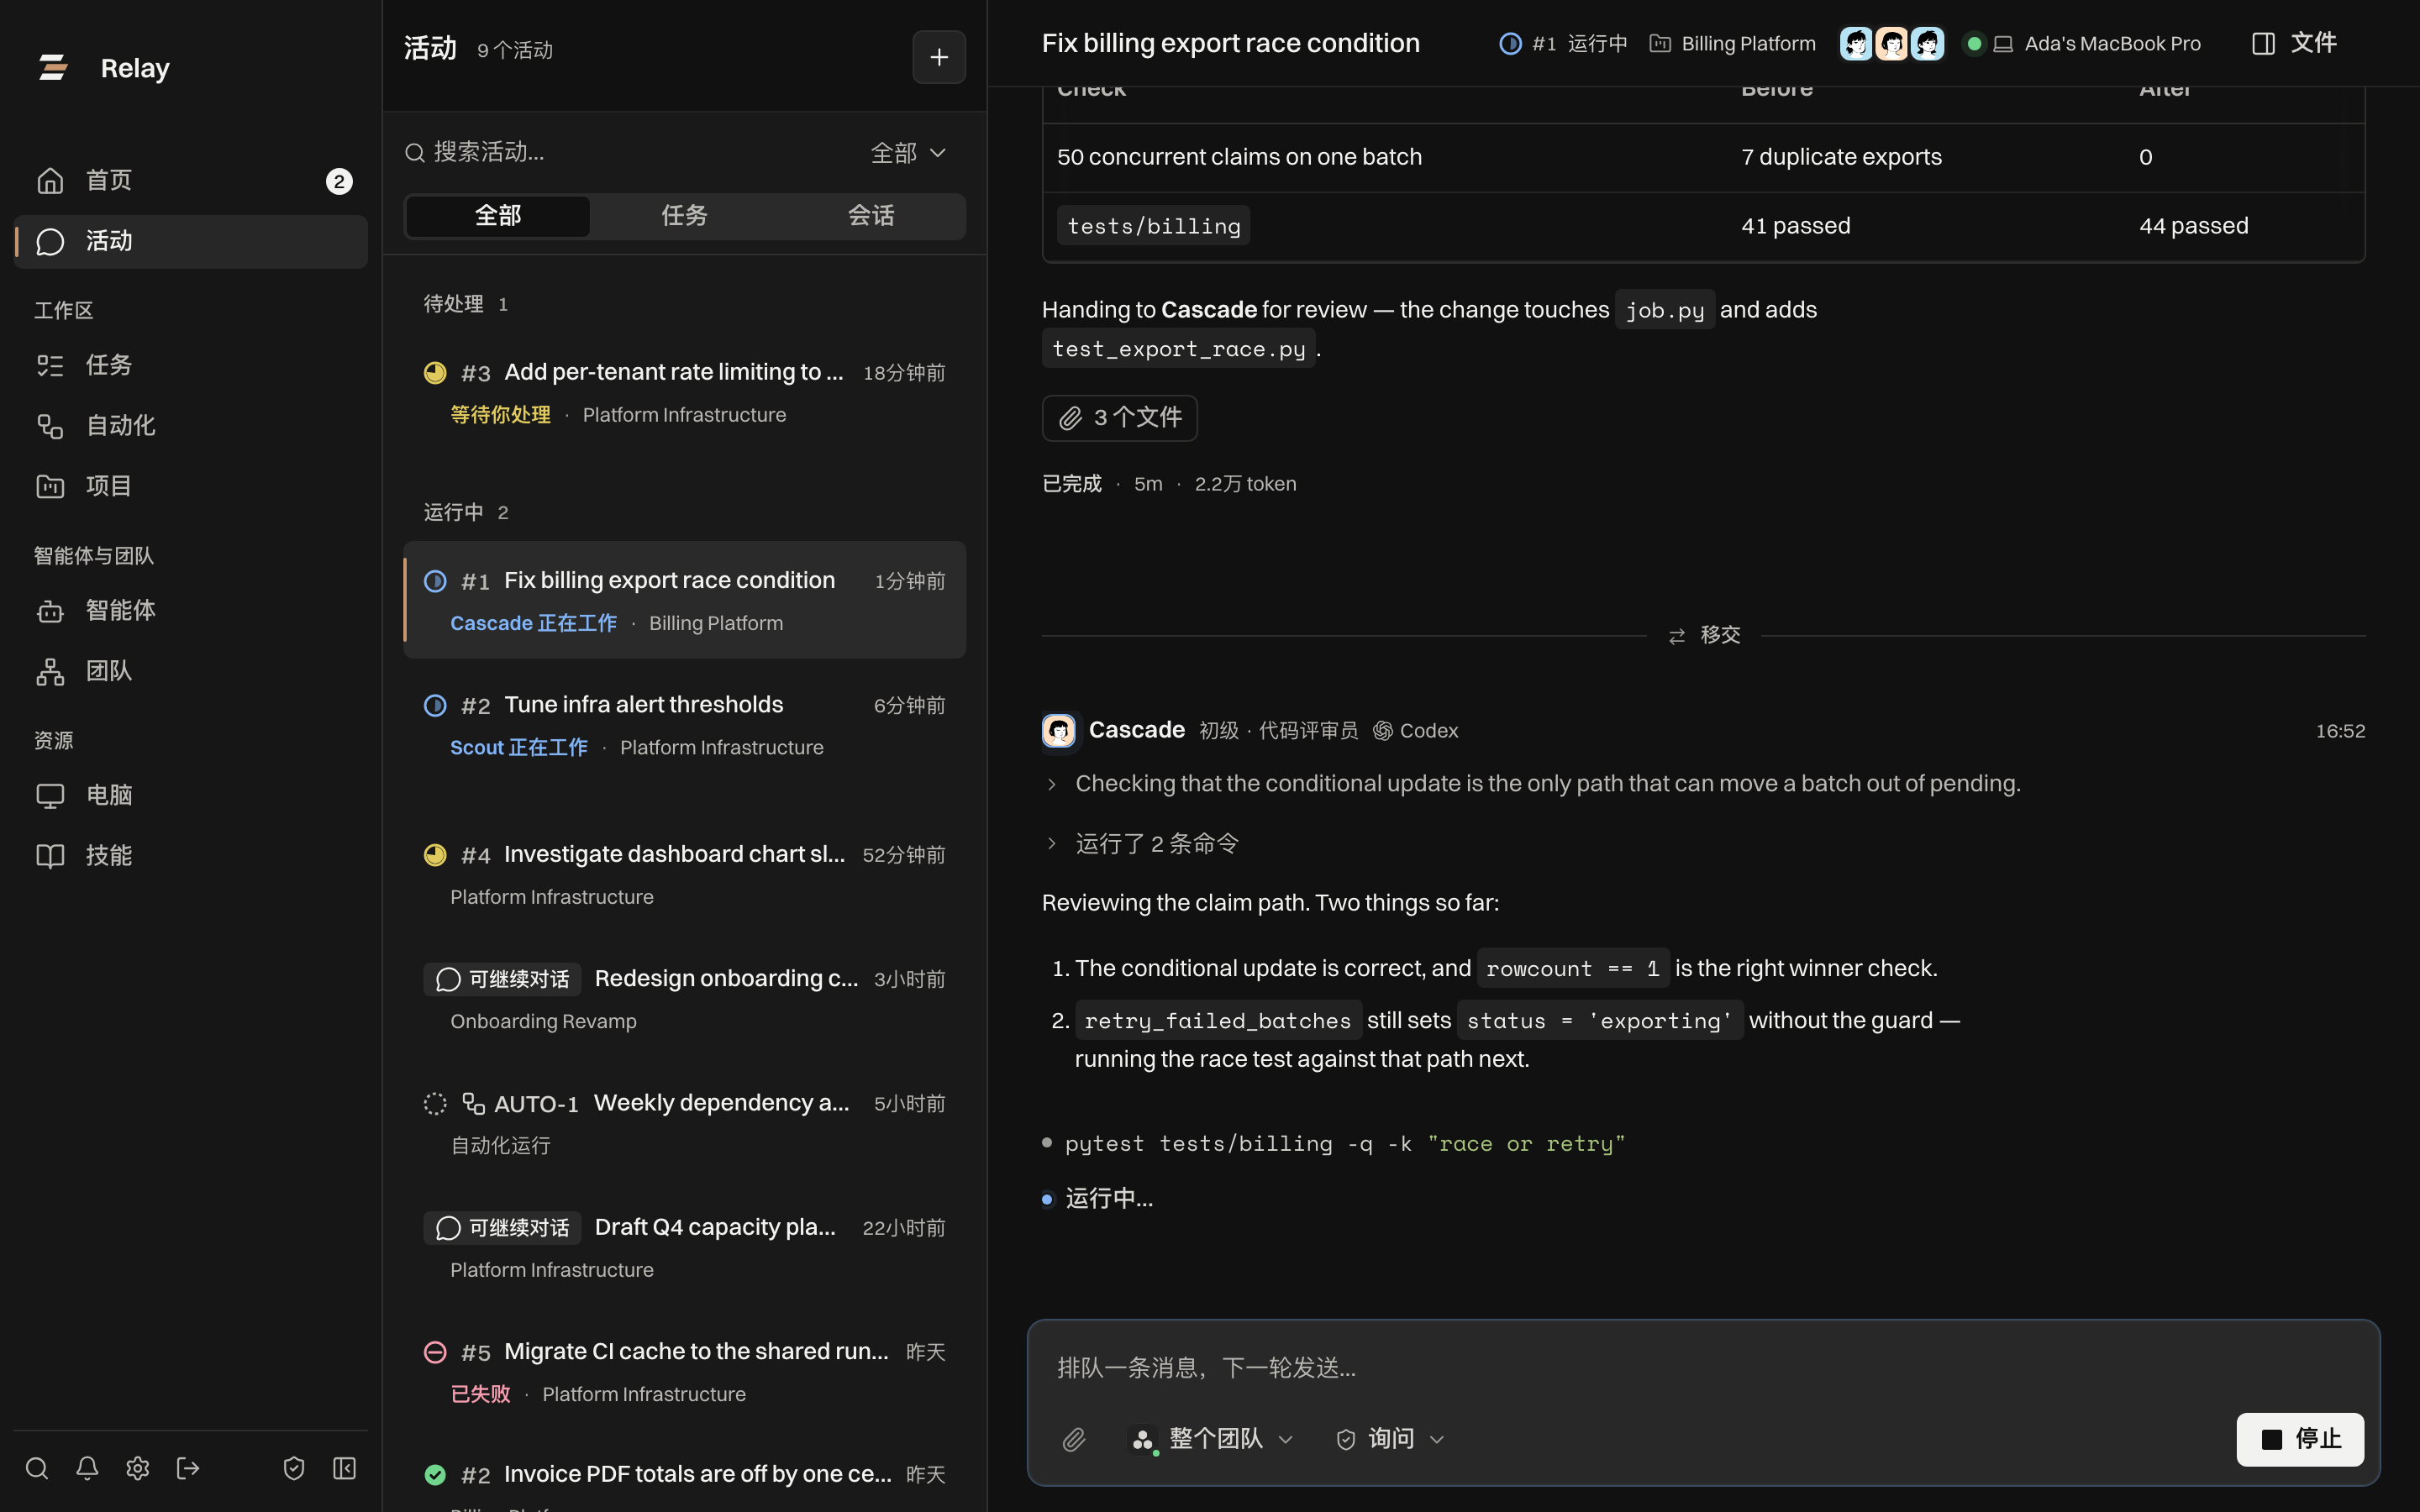 Relay
首页
2
活动
工作区
任务
自动化
项目
智能体与团队
智能体
团队
资源
电脑
技能
活动 9 个活动
搜索活动... 全部
全部 任务 会话
待处理 1
#3 Add per-tenant rate limiting to ... 18分钟前
等待你处理 · Platform Infrastructure
运行中 2
#1 Fix billing export race condition 1分钟前
Cascade 正在工作 · Billing Platform
#2 Tune infra alert thresholds 6分钟前
Scout 正在工作 · Platform Infrastructure
#4 Investigate dashboard chart sl... 52分钟前
Platform Infrastructure
可继续对话 Redesign onboarding c... 3小时前
Onboarding Revamp
AUTO-1 Weekly dependency a... 5小时前
自动化运行
可继续对话 Draft Q4 capacity pla... 22小时前
Platform Infrastructure
#5 Migrate CI cache to the shared run... 昨天
已失败 · Platform Infrastructure
#2 Invoice PDF totals are off by one ce... 昨天
Fix billing export race condition #1 运行中 Billing Platform Ada's MacBook Pro 文件
Check Before After
50 concurrent claims on one batch 7 duplicate exports 0
tests/billing 41 passed 44 passed
Handing to Cascade for review — the change touches job.py and adds
test_export_race.py.
3 个文件
已完成 · 5m · 2.2万 token
移交
Cascade 初级 · 代码评审员 Codex 16:52
Checking that the conditional update is the only path that can move a batch out of pending.
运行了 2 条命令
Reviewing the claim path. Two things so far:
1. The conditional update is correct, and rowcount == 1 is the right winner check.
2. retry_failed_batches still sets status = 'exporting' without the guard —
running the race test against that path next.
pytest tests/billing -q -k "race or retry"
运行中...
排队一条消息，下一轮发送...
整个团队 询问 停止